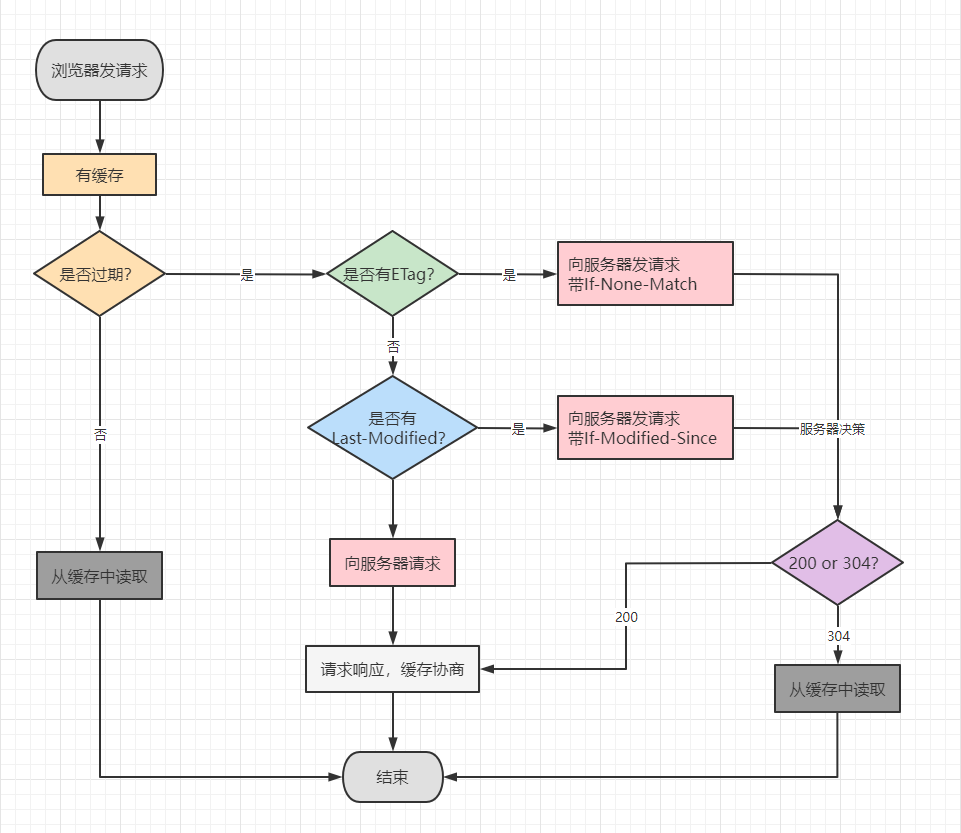 浏览器发请求
有缓存
是否过期?
是
是否有ETag?
是
向服务器发请求
带If-None-Match
否
是否有
Last-Modified?
是
向服务器发请求
带If-Modified-Since
服务器决策
否
向服务器请求
200 or 304?
从缓存中读取
200
304
请求响应，缓存协商
从缓存中读取
结束